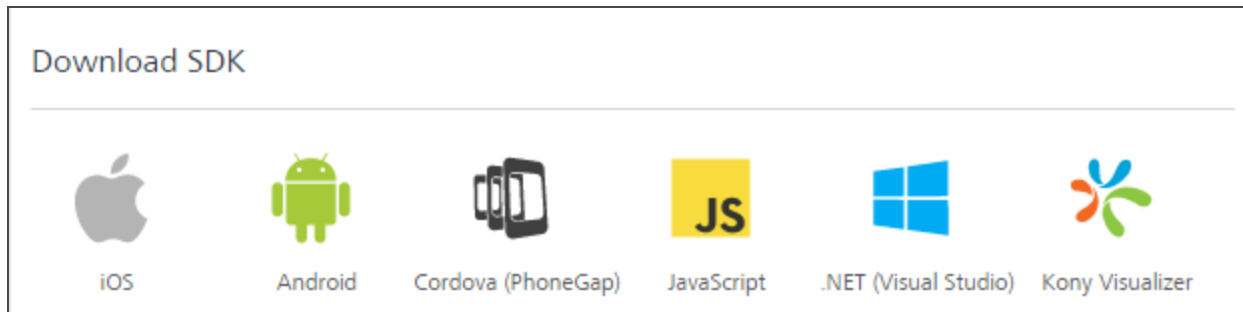 Download SDK
JS
iOS Android Cordova (PhoneGap) JavaScript .NET (Visual Studio) Kony Visualizer